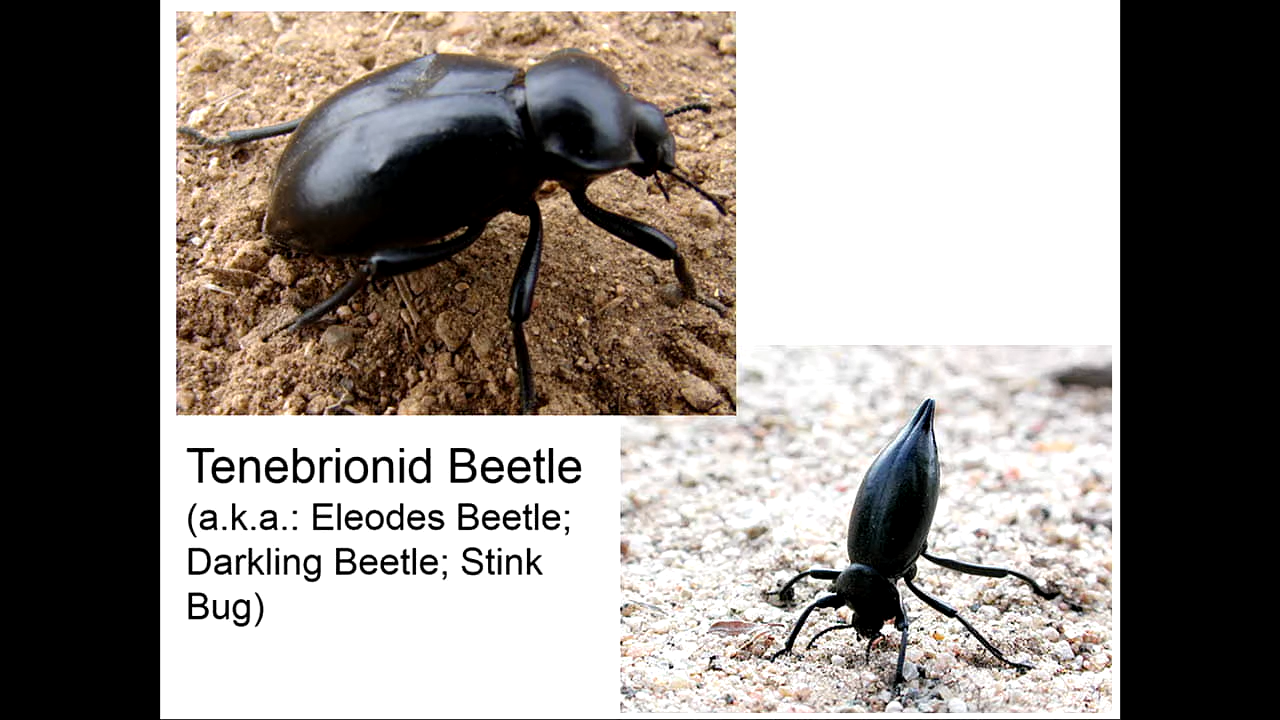 Tenebrionid Beetle
(a.k.a.: Eleodes Beetle;
Darkling Beetle; Stink
Bug)